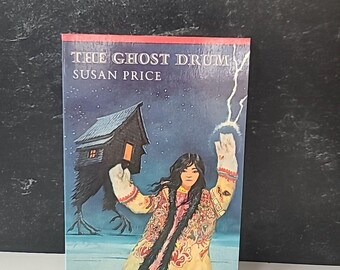 THE GHOST DRUM
SUSAN PRICE